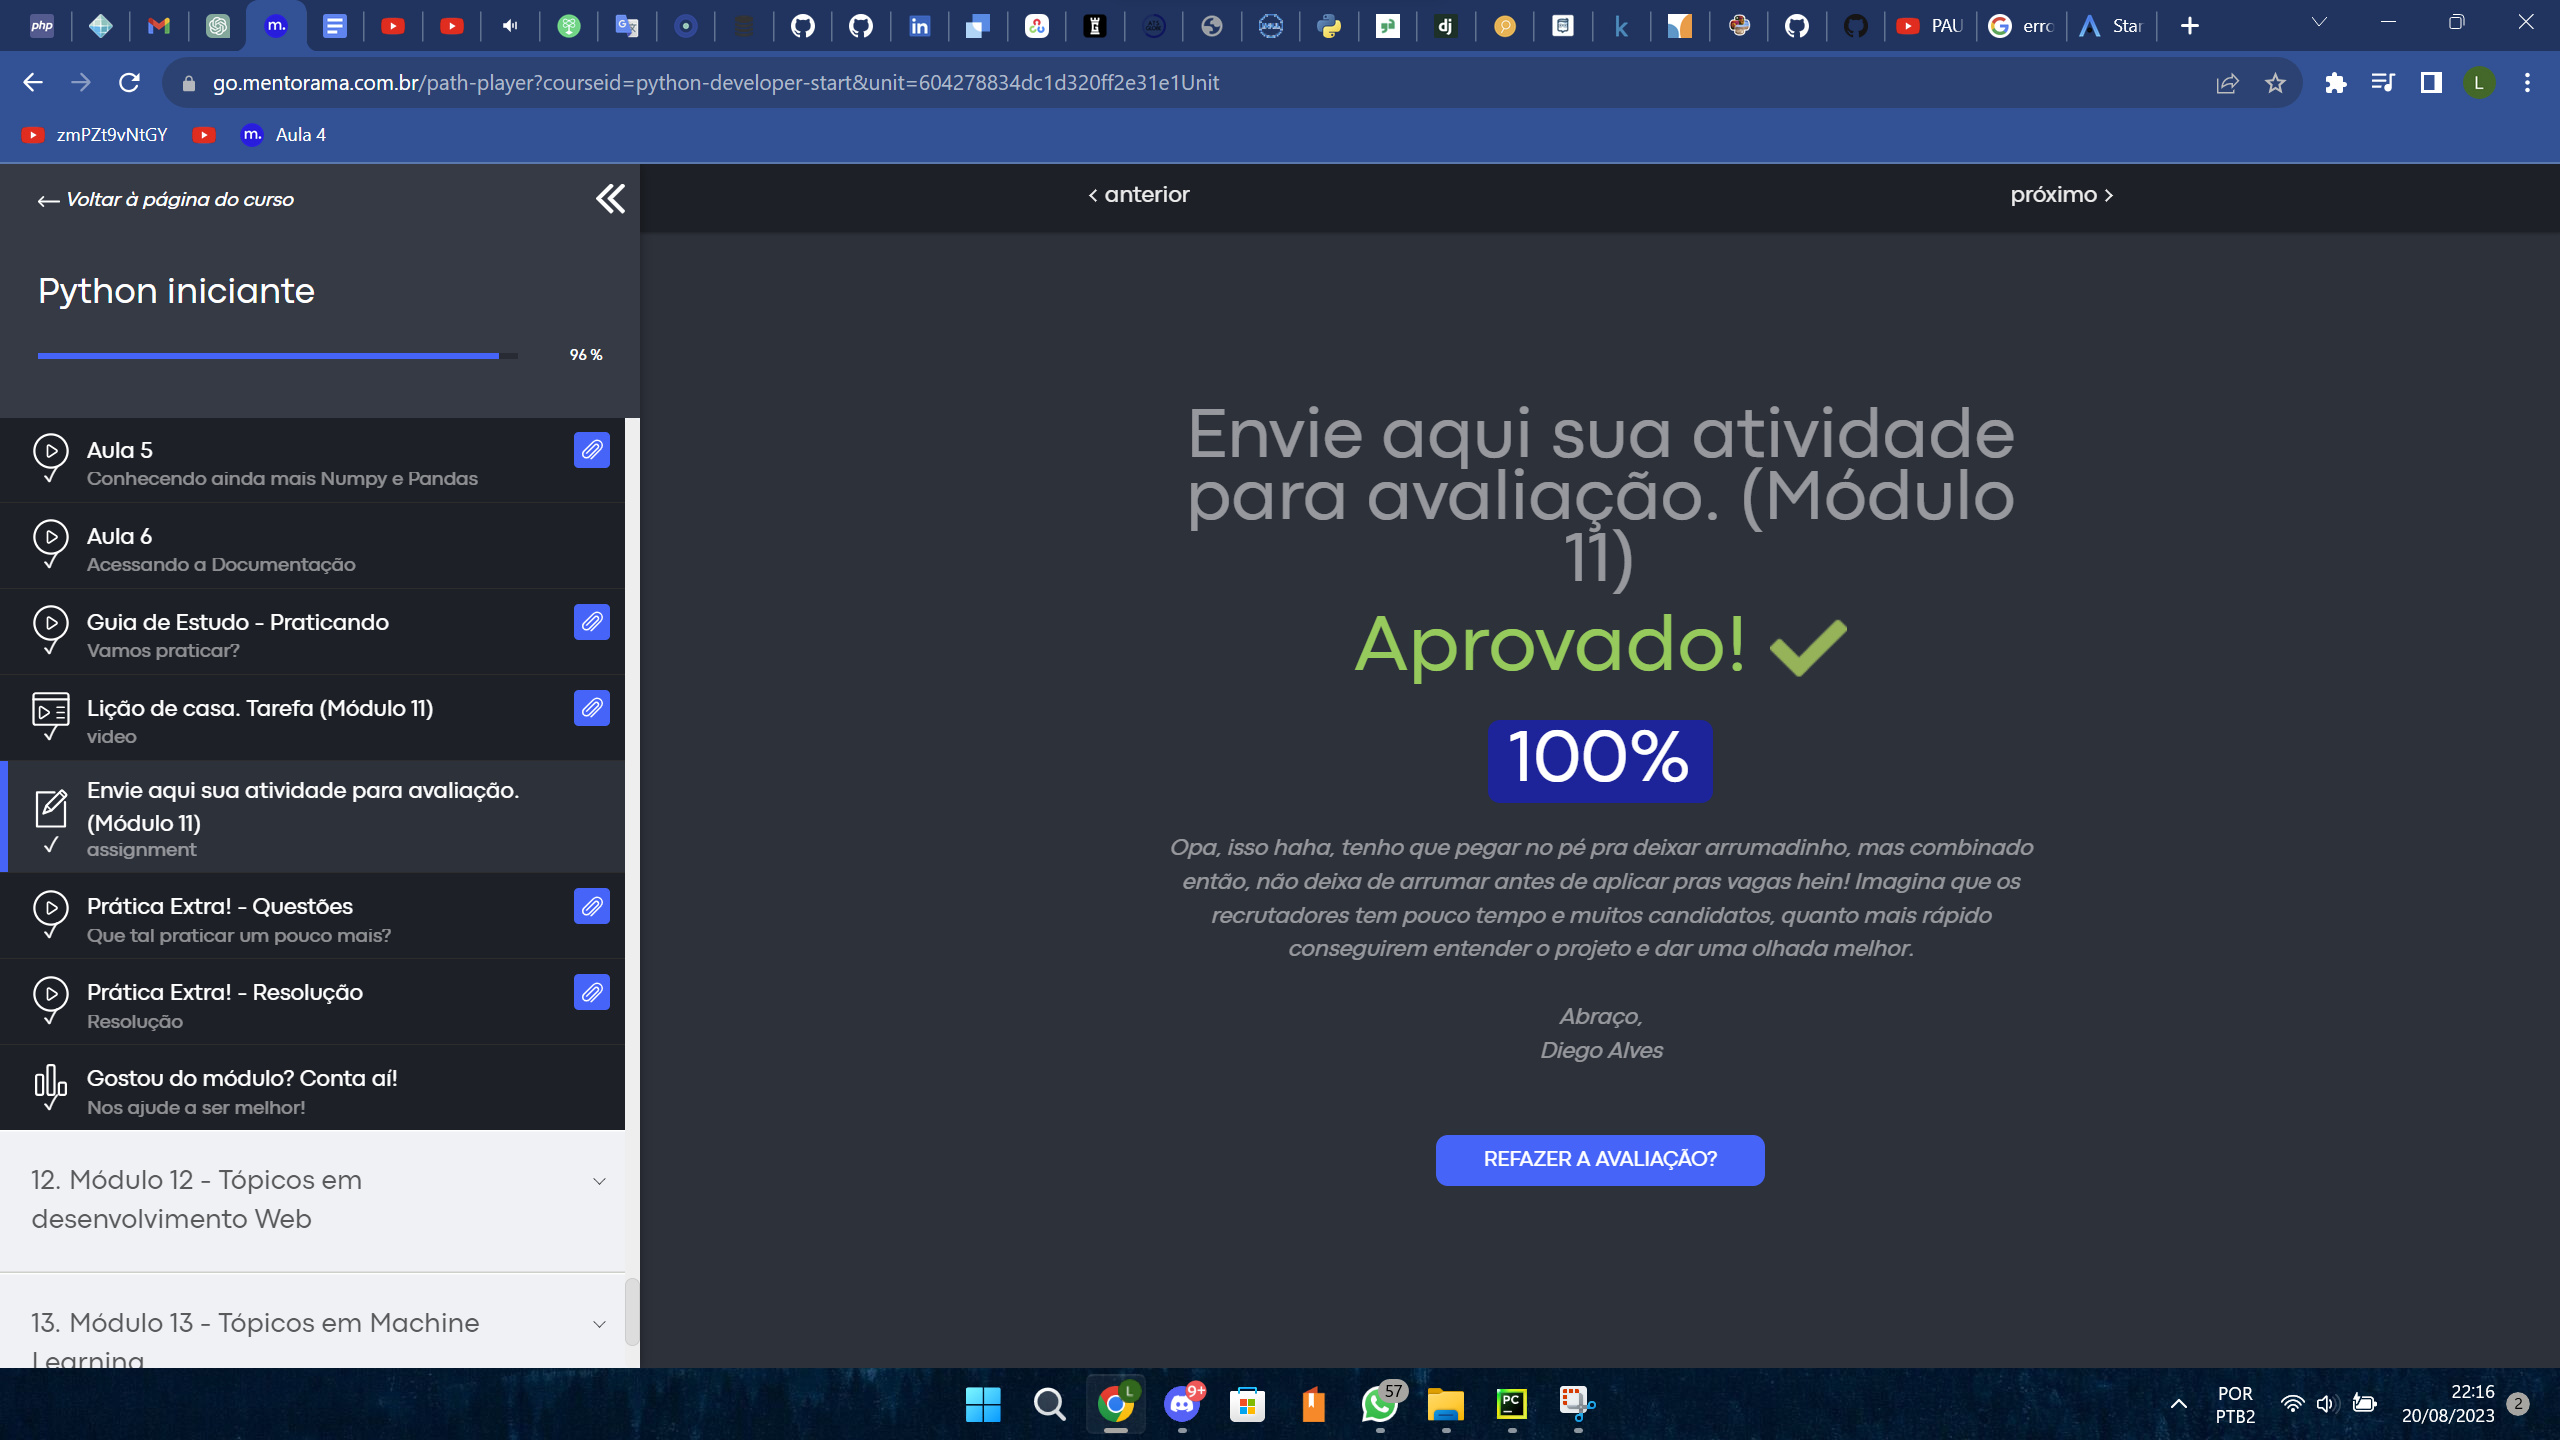 php
m.
PAU
erro
Star
go.mentorama.com.br/path-player?courseid=python-developer-start&unit=604278834dc1d320ff2e31e1Unit
L
zmPZt9vNtGY
m. Aula 4
← Voltar à página do curso
Python iniciante
96 %
Aula 5
Conhecendo ainda mais Numpy e Pandas
Aula 6
Acessando a Documentação
Guia de Estudo - Praticando
Vamos praticar?
Lição de casa. Tarefa (Módulo 11)
video
Envie aqui sua atividade para avaliação.
(Módulo 11)
assignment
Prática Extra! - Questões
Que tal praticar um pouco mais?
Prática Extra! - Resolução
Resolução
Gostou do módulo? Conta aí!
Nos ajude a ser melhor!
12. Módulo 12 - Tópicos em
desenvolvimento Web
13. Módulo 13 - Tópicos em Machine
Learning
‹ anterior
próximo ›
Envie aqui sua atividade
para avaliação. (Módulo
11)
Aprovado!
100%
Opa, isso haha, tenho que pegar no pé pra deixar arrumadinho, mas combinado
então, não deixa de arrumar antes de aplicar pras vagas hein! Imagina que os
recrutadores tem pouco tempo e muitos candidatos, quanto mais rápido
conseguirem entender o projeto e dar uma olhada melhor.
Abraço,
Diego Alves
REFAZER A AVALIAÇÃO?
L
9+
57
PC
POR
PTB2
22:16
20/08/2023
2